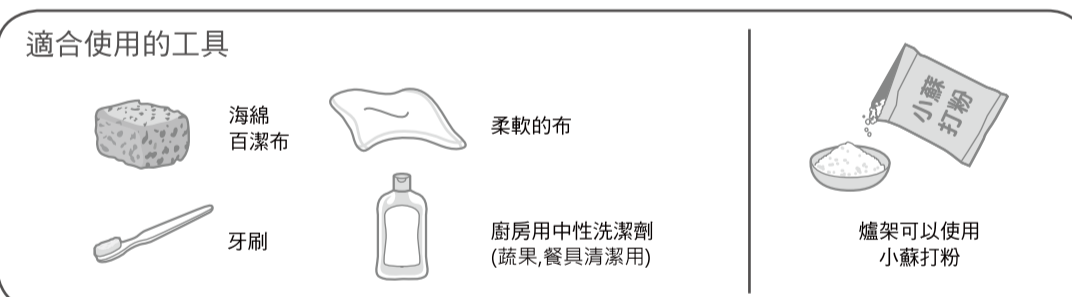 適合使用的工具
海綿
百潔布
柔軟的布
牙刷
廚房用中性洗潔劑
(蔬果,餐具清潔用)
小蘇
打粉
爐架可以使用
小蘇打粉